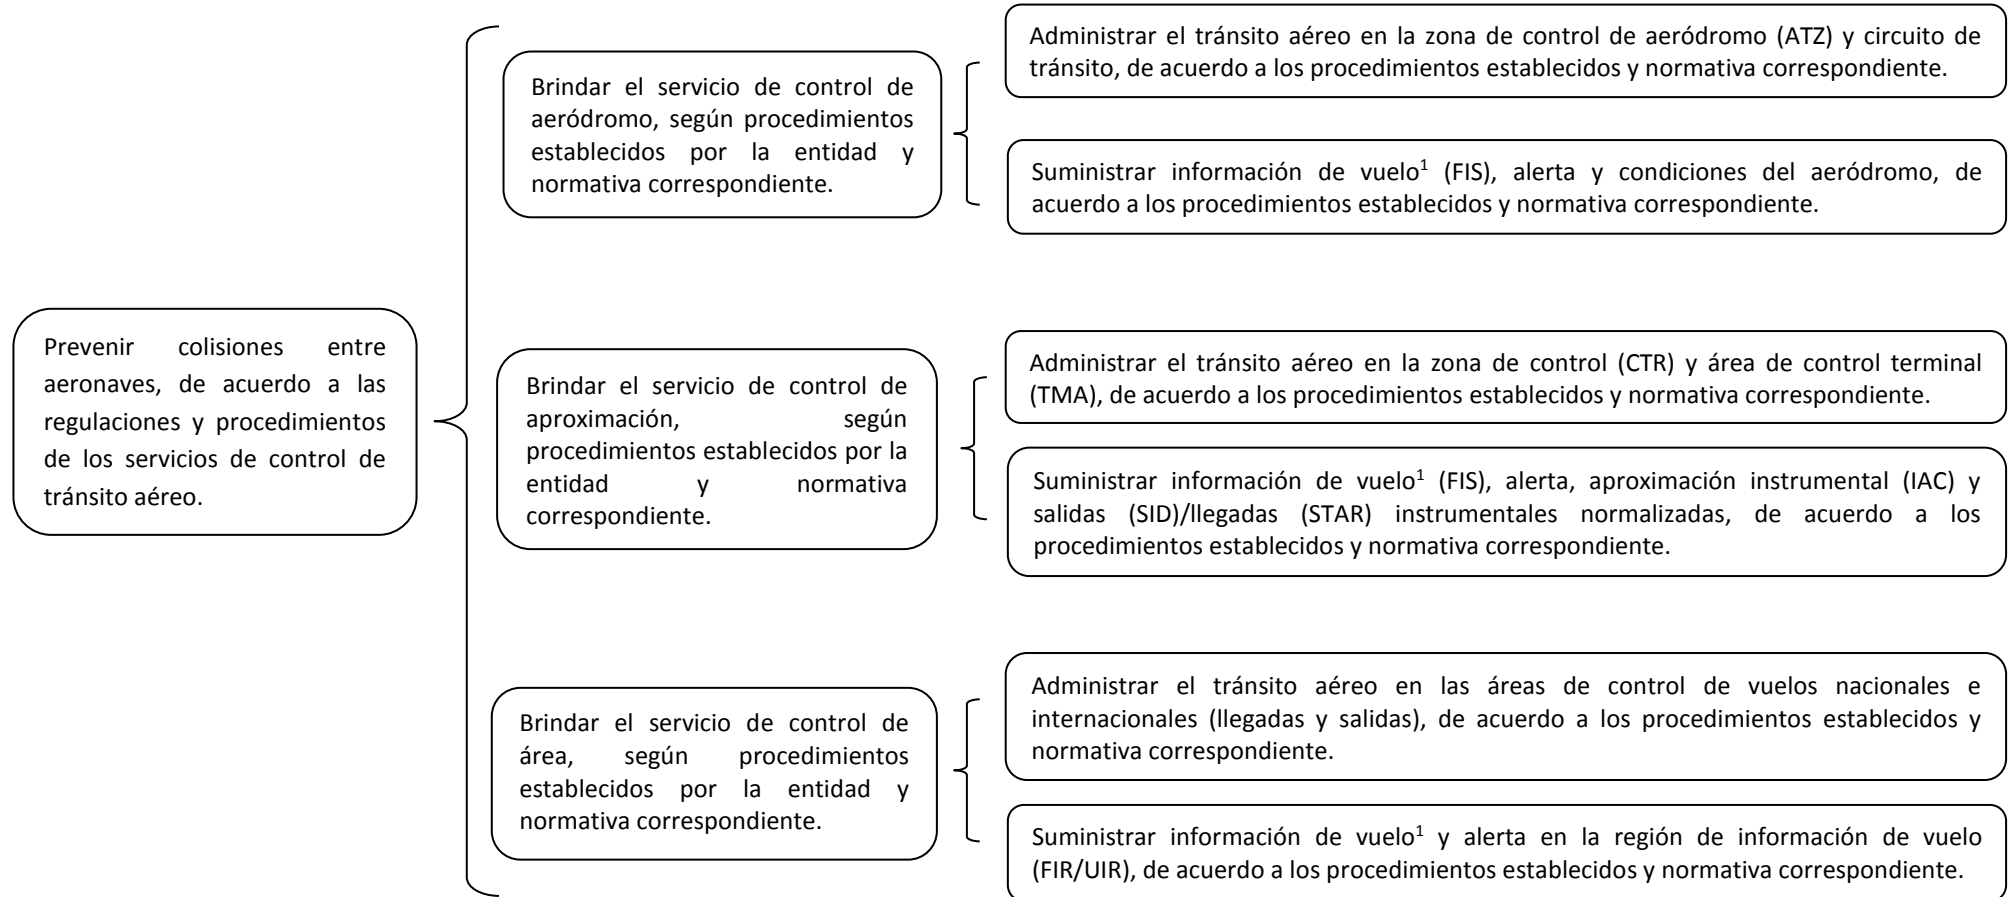 Prevenir colisiones entre
aeronaves, de acuerdo a las
regulaciones y procedimientos
de los servicios de control de
tránsito aéreo.
Brindar el servicio de control de
aeródromo, según procedimientos
establecidos por la entidad y
normativa correspondiente.
Administrar el tránsito aéreo en la zona de control de aeródromo (ATZ) y circuito de
tránsito, de acuerdo a los procedimientos establecidos y normativa correspondiente.
Suministrar información de vuelo¹ (FIS), alerta y condiciones del aeródromo, de
acuerdo a los procedimientos establecidos y normativa correspondiente.
Brindar el servicio de control de
aproximación, según
procedimientos establecidos por la
entidad y normativa
correspondiente.
Administrar el tránsito aéreo en la zona de control (CTR) y área de control terminal
(TMA), de acuerdo a los procedimientos establecidos y normativa correspondiente.
Suministrar información de vuelo¹ (FIS), alerta, aproximación instrumental (IAC) y
salidas (SID)/llegadas (STAR) instrumentales normalizadas, de acuerdo a los
procedimientos establecidos y normativa correspondiente.
Brindar el servicio de control de
área, según procedimientos
establecidos por la entidad y
normativa correspondiente.
Administrar el tránsito aéreo en las áreas de control de vuelos nacionales e
internacionales (llegadas y salidas), de acuerdo a los procedimientos establecidos y
normativa correspondiente.
Suministrar información de vuelo¹ y alerta en la región de información de vuelo
(FIR/UIR), de acuerdo a los procedimientos establecidos y normativa correspondiente.